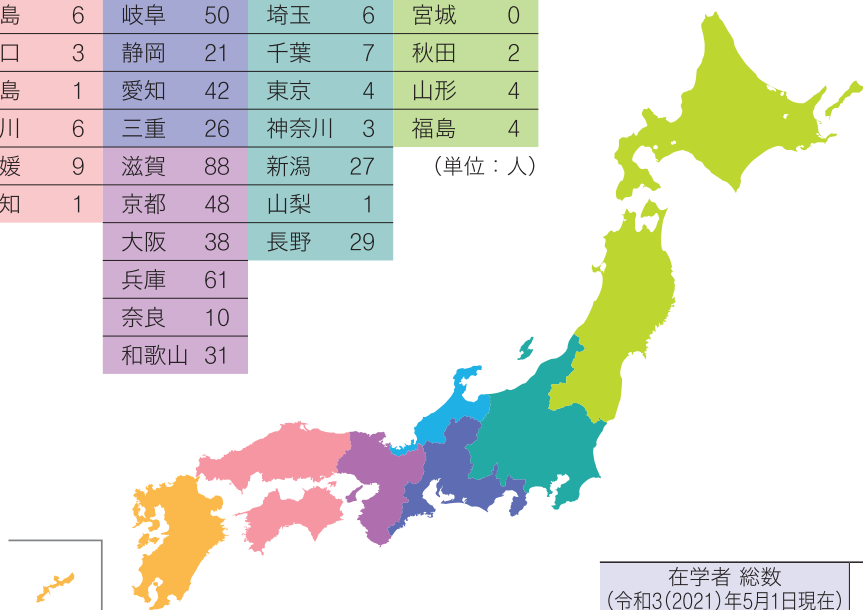 島 6 岐阜 50 埼玉 6 宮城 0
口 3 静岡 21 千葉 7 秋田 2
島 1 愛知 42 東京 4 山形 4
川 6 三重 26 神奈川 3 福島 4
媛 9 滋賀 88 新潟 27 (単位：人)
知 1 京都 48 山梨 1
大阪 38 長野 29
兵庫 61
奈良 10
和歌山 31
在学者 総数
(令和3(2021)年5月1日現在)